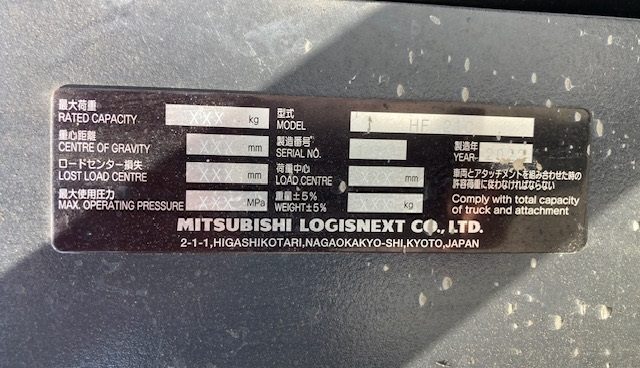 最大荷重
RATED CAPACITY XXX kg
重心距離
CENTRE OF GRAVITY XXX mm
ロードセンター損失
LOST LOAD CENTRE XXX mm
最大使用圧力
MAX. OPERATING PRESSURE XXX MPa
型式
MODEL HF
製造番号
SERIAL NO.
荷重中心
LOAD CENTRE mm
重量±5%
WEIGHT±5% kg
製造年
YEAR
車両とアタッチメントを組み合わせた時の
許容荷重に従わなければならない
Comply with total capacity
of truck and attachment
MITSUBISHI LOGISNEXT CO., LTD.
2-1-1,HIGASHIKOTARI,NAGAOKAKYO-SHI,KYOTO,JAPAN